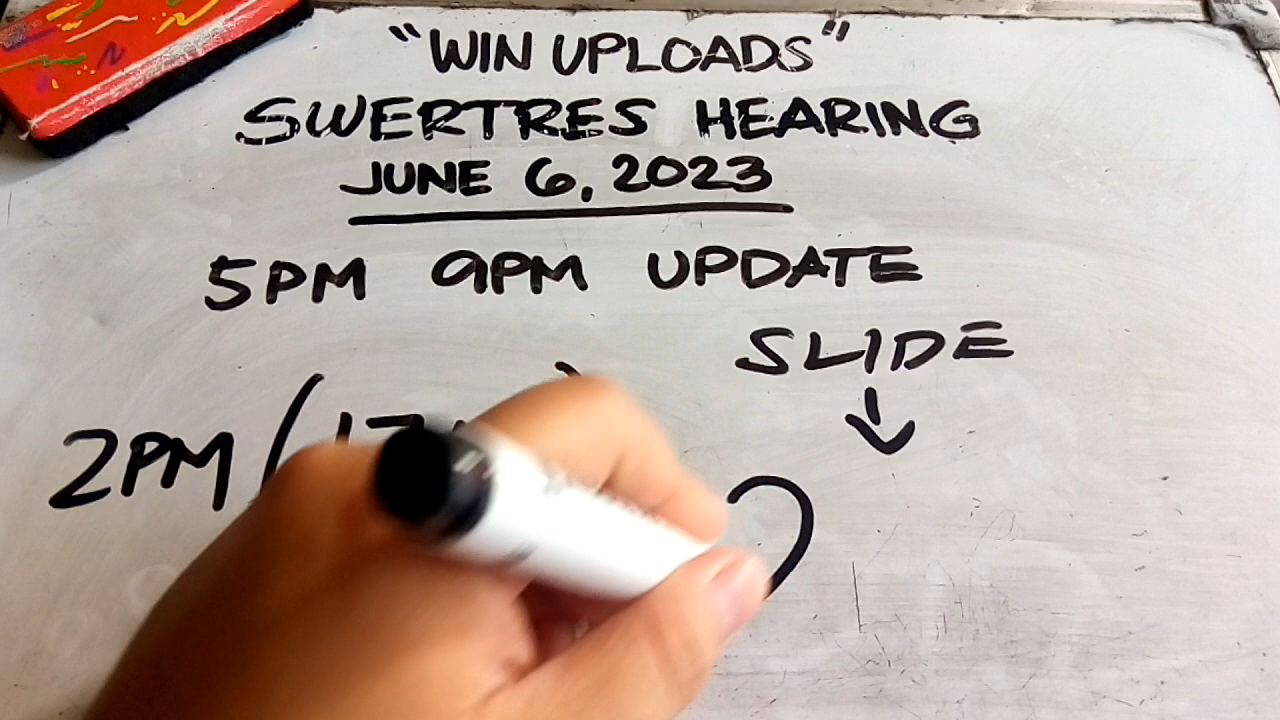 "WIN UPLOADS"
SWERTRES HEARING
JUNE 6, 2023
5PM 9PM UPDATE
SLIDE
2PM (